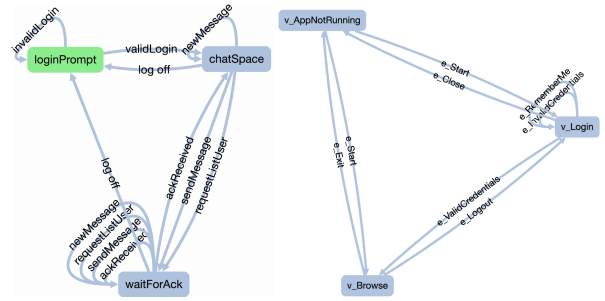 invalidLogin
newMessage
loginPrompt
validLogin
chatSpace
log off
log off
ackReceived
sendMessage
requestListUser
newMessage
requestListUser
sendMessage
ackReceived
waitForAck
v_AppNotRunning
e_Start
e_Close
e_RememberMe
e_InvalidCredentials
v_Login
e_Start
e_Exit
e_ValidCredentials
e_Logout
v_Browse